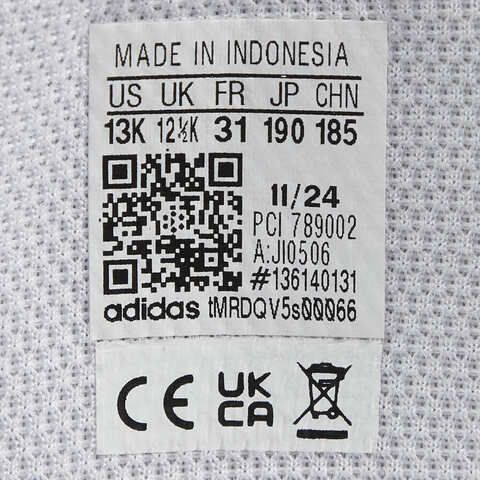 MADE IN INDONESIA
US UK FR JP CHN
13K 12½K 31 190 185
11/24
PCI 789002
A:JI0506
#136140131
adidas tMRDQV5s00066
CE UK CA